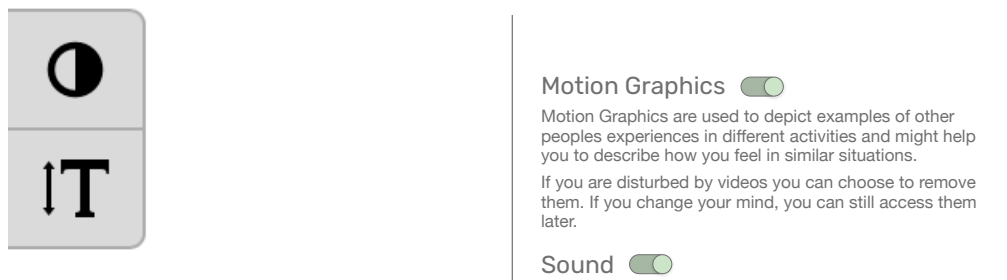 T
Motion Graphics
Motion Graphics are used to depict examples of other
peoples experiences in different activities and might help
you to describe how you feel in similar situations.
If you are disturbed by videos you can choose to remove
them. If you change your mind, you can still access them
later.
Sound